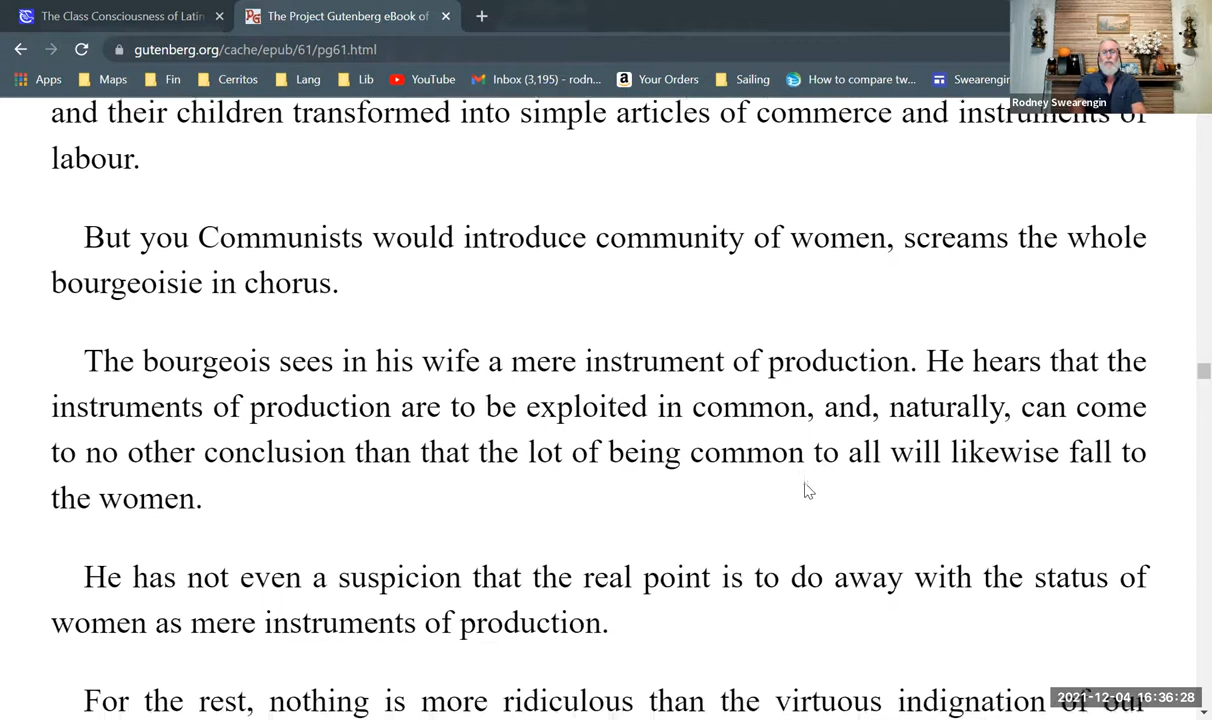 The Class Consciousness of Latin
The Project Gutenberg eBook of
gutenberg.org/cache/epub/61/pg61.html
Apps Maps Fin Cerritos Lang Lib YouTube Inbox (3,195) - rodn... Your Orders Sailing How to compare tw... Swearengin
Rodney Swearengin
and their children transformed into simple articles of commerce and instruments of
labour.
But you Communists would introduce community of women, screams the whole
bourgeoisie in chorus.
The bourgeois sees in his wife a mere instrument of production. He hears that the
instruments of production are to be exploited in common, and, naturally, can come
to no other conclusion than that the lot of being common to all will likewise fall to
the women.
He has not even a suspicion that the real point is to do away with the status of
women as mere instruments of production.
For the rest, nothing is more ridiculous than the virtuous indignation of our
2021-12-04 16:36:28